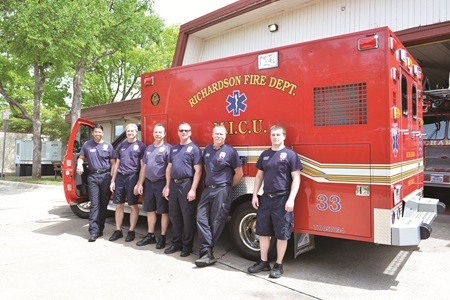 RICHARDSON FIRE DEPT.
M.I.C.U.
33